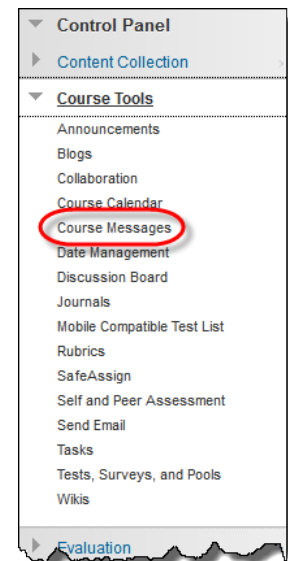 Control Panel
Content Collection
Course Tools
Announcements
Blogs
Collaboration
Course Calendar
Course Messages
Date Management
Discussion Board
Journals
Mobile Compatible Test List
Rubrics
SafeAssign
Self and Peer Assessment
Send Email
Tasks
Tests, Surveys, and Pools
Wikis
Evaluation